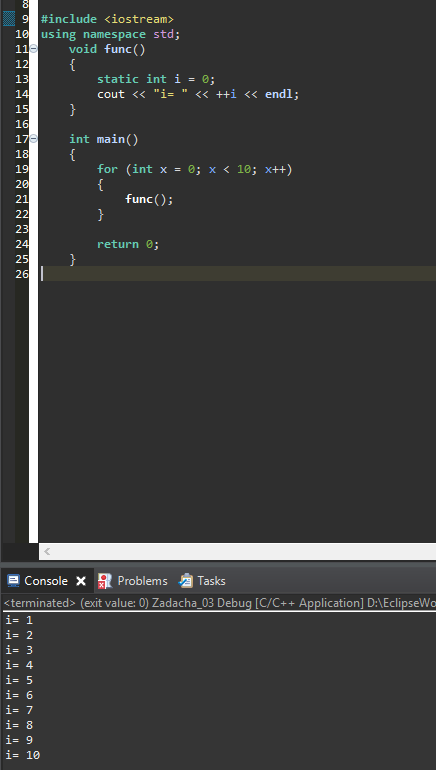 8
9 #include <iostream>
10 using namespace std;
11 void func()
12 {
13 static int i = 0;
14 cout << "i= " << ++i << endl;
15 }
16
17 int main()
18 {
19 for (int x = 0; x < 10; x++)
20 {
21 func();
22 }
23
24 return 0;
25 }
26
Console Problems Tasks
<terminated> (exit value: 0) Zadacha_03 Debug [C/C++ Application] D:\EclipseWo
i= 1
i= 2
i= 3
i= 4
i= 5
i= 6
i= 7
i= 8
i= 9
i= 10